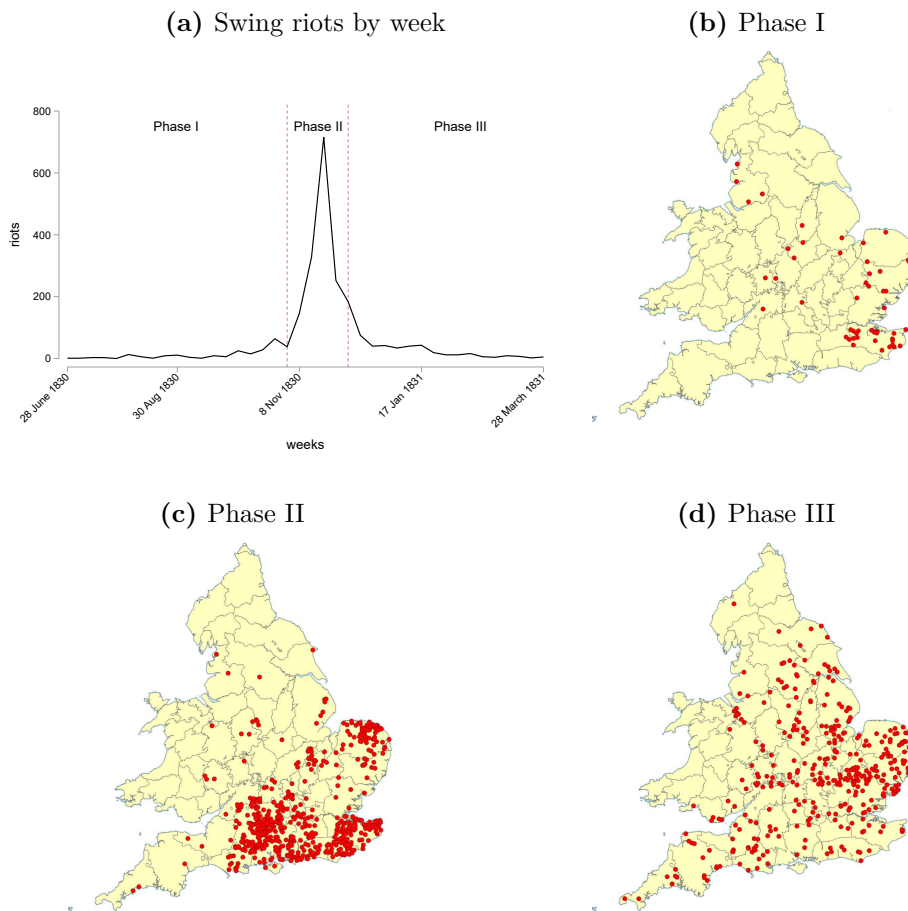 (a) Swing riots by week
(b) Phase I
800
600
400
200
0
riots
Phase I
Phase II
Phase III
28 June 1830
30 Aug 1830
8 Nov 1830
17 Jan 1831
28 March 1831
weeks
(c) Phase II
(d) Phase III